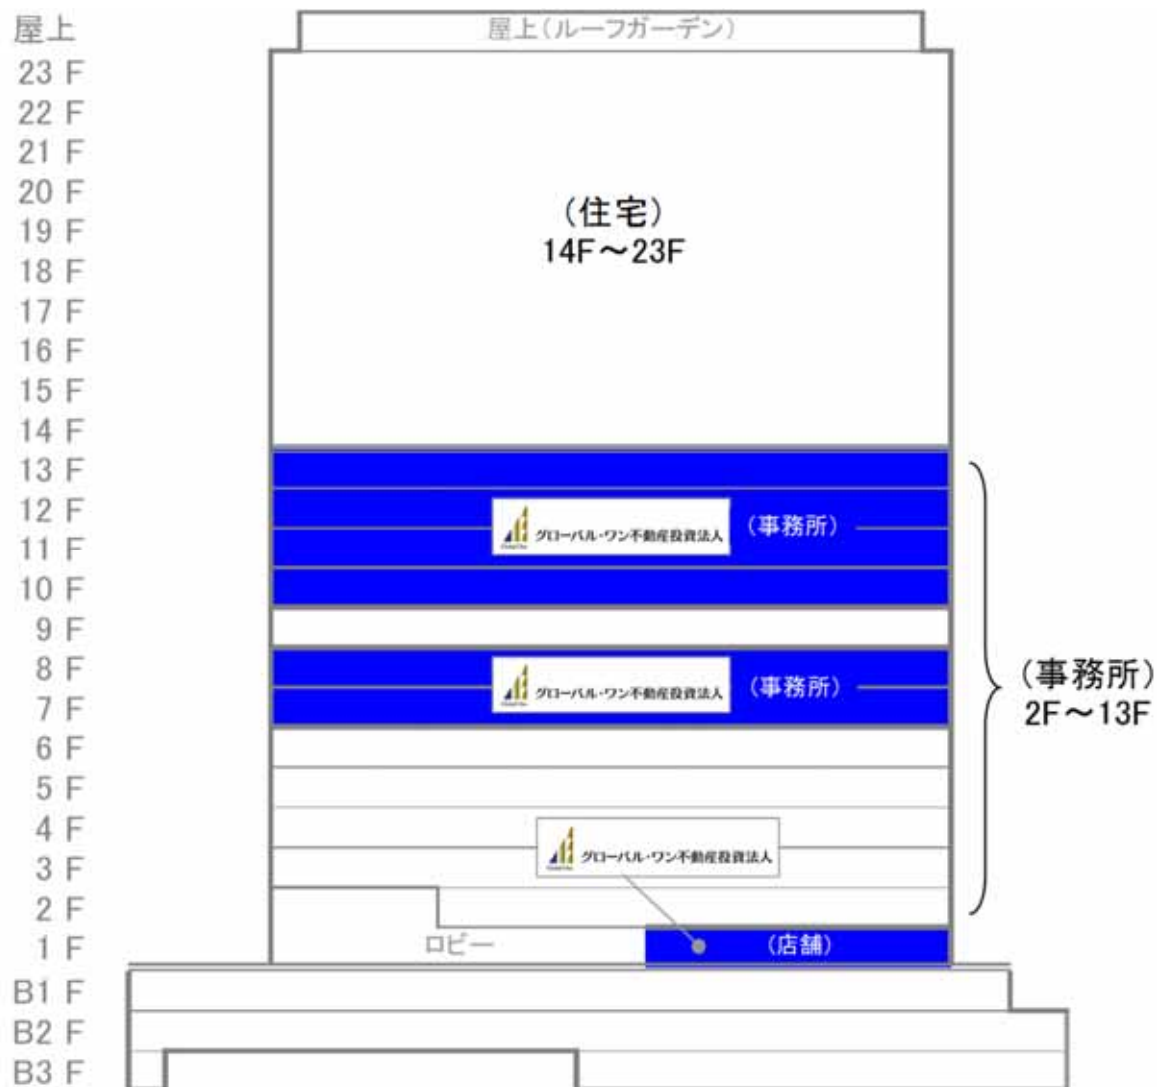 屋上
屋上(ルーフガーデン)
23 F
22 F
21 F
20 F
19 F
18 F
17 F
16 F
15 F
14 F
13 F
12 F
11 F
10 F
9 F
8 F
7 F
6 F
5 F
4 F
3 F
2 F
1 F
B1 F
B2 F
B3 F
(住宅)
14F～23F
グローバル・ワン不動産投資法人
(事務所)
グローバル・ワン不動産投資法人
(事務所)
(事務所)
2F～13F
グローバル・ワン不動産投資法人
ロビー
(店舗)